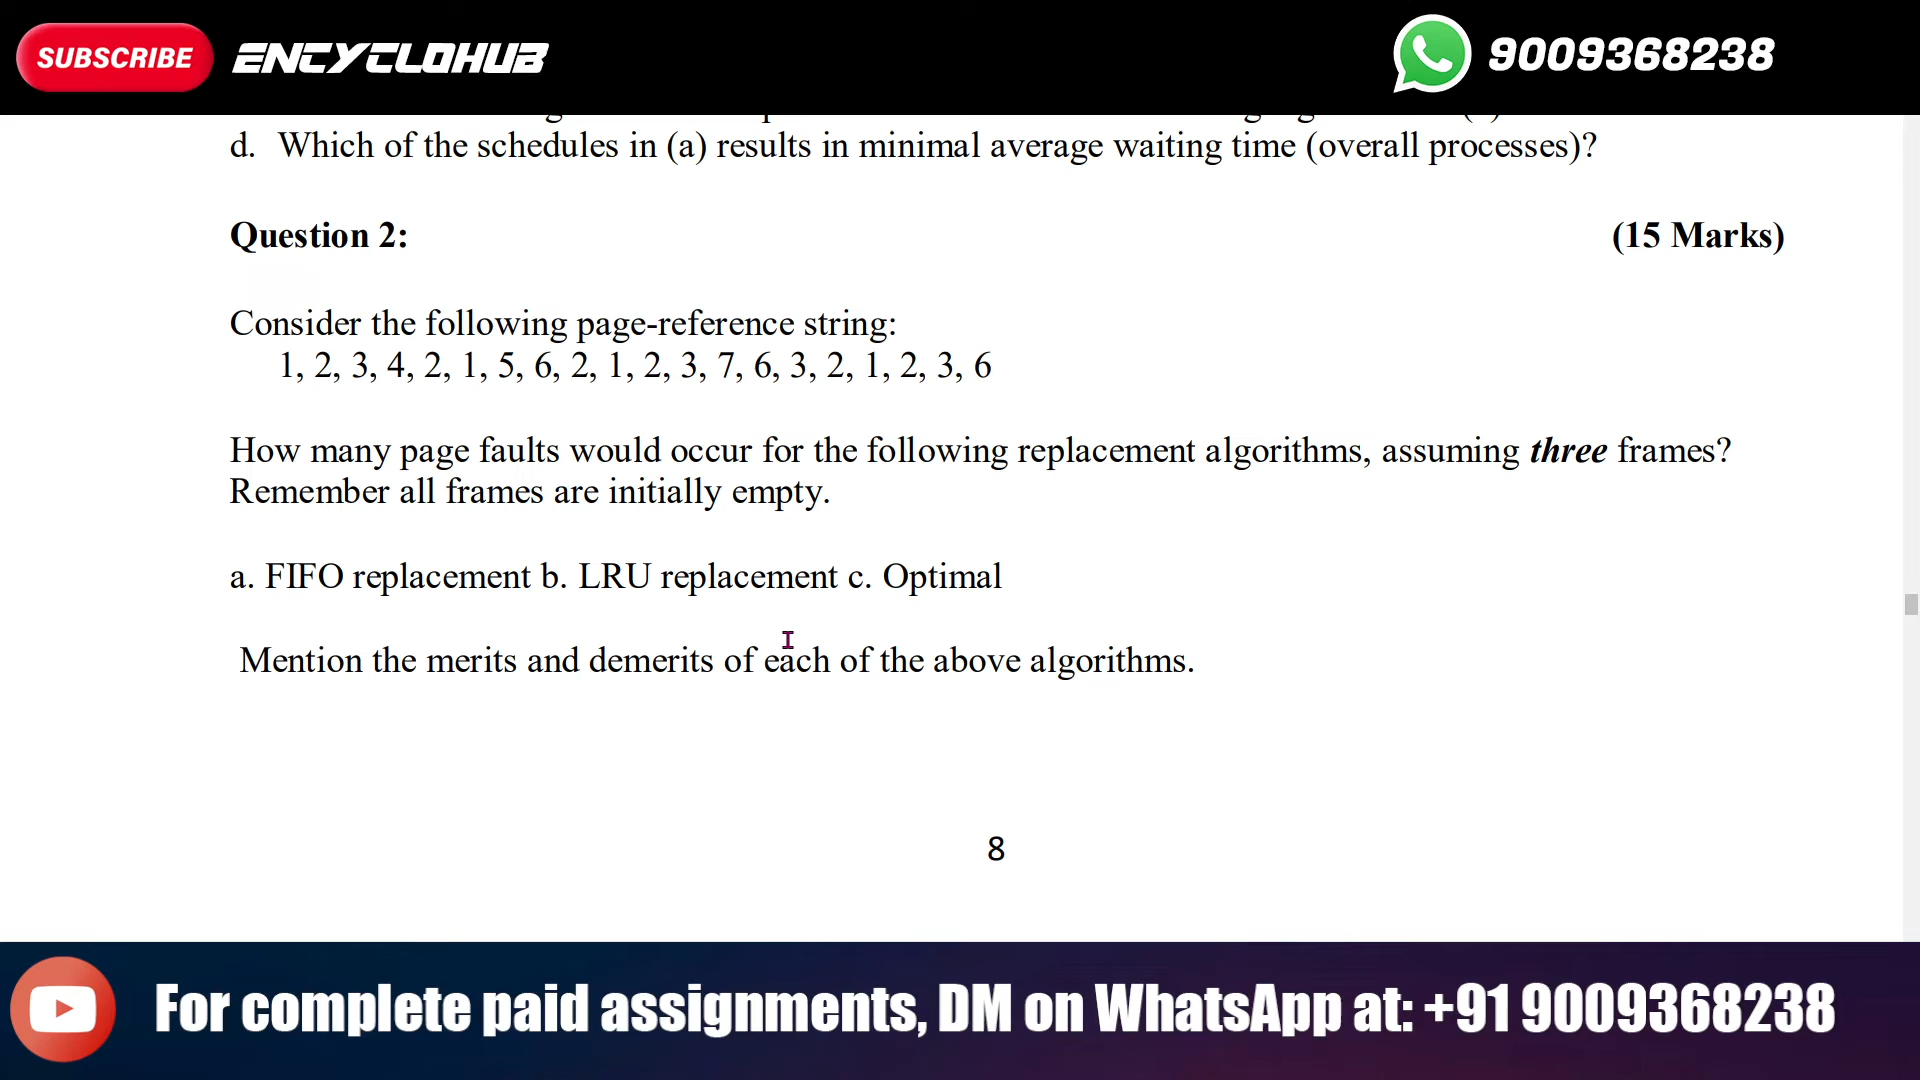 SUBSCRIBE ENCYCLOHUB 9009368238
d. Which of the schedules in (a) results in minimal average waiting time (overall processes)?
Question 2: (15 Marks)
Consider the following page-reference string:
1, 2, 3, 4, 2, 1, 5, 6, 2, 1, 2, 3, 7, 6, 3, 2, 1, 2, 3, 6
How many page faults would occur for the following replacement algorithms, assuming three frames?
Remember all frames are initially empty.
a. FIFO replacement b. LRU replacement c. Optimal
Mention the merits and demerits of each of the above algorithms.
8
For complete paid assignments, DM on WhatsApp at: +91 9009368238